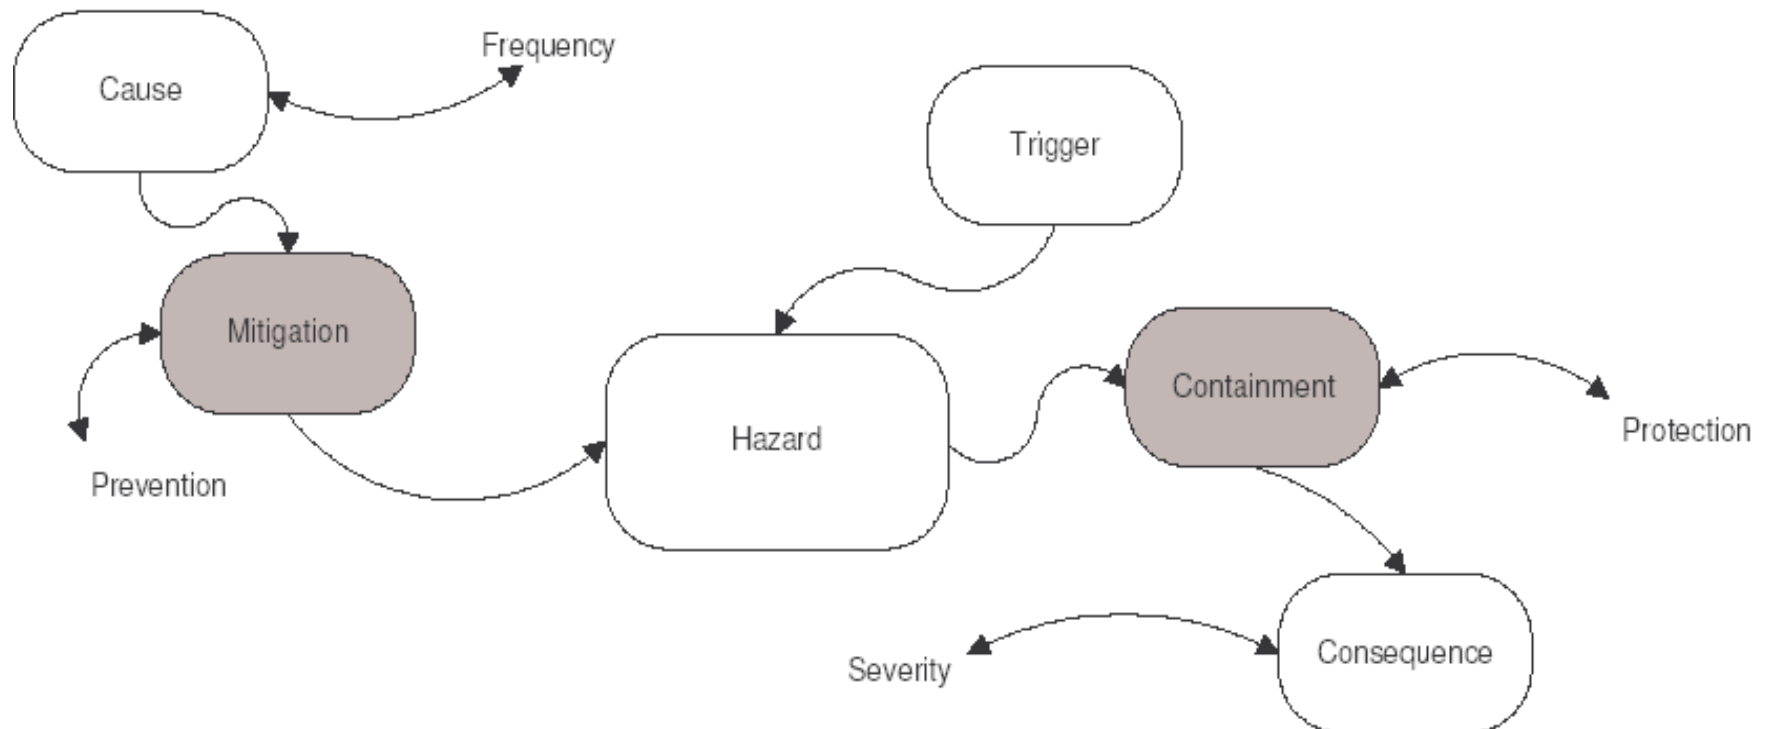 Frequency
Cause
Trigger
Mitigation
Containment
Protection
Hazard
Prevention
Consequence
Severity